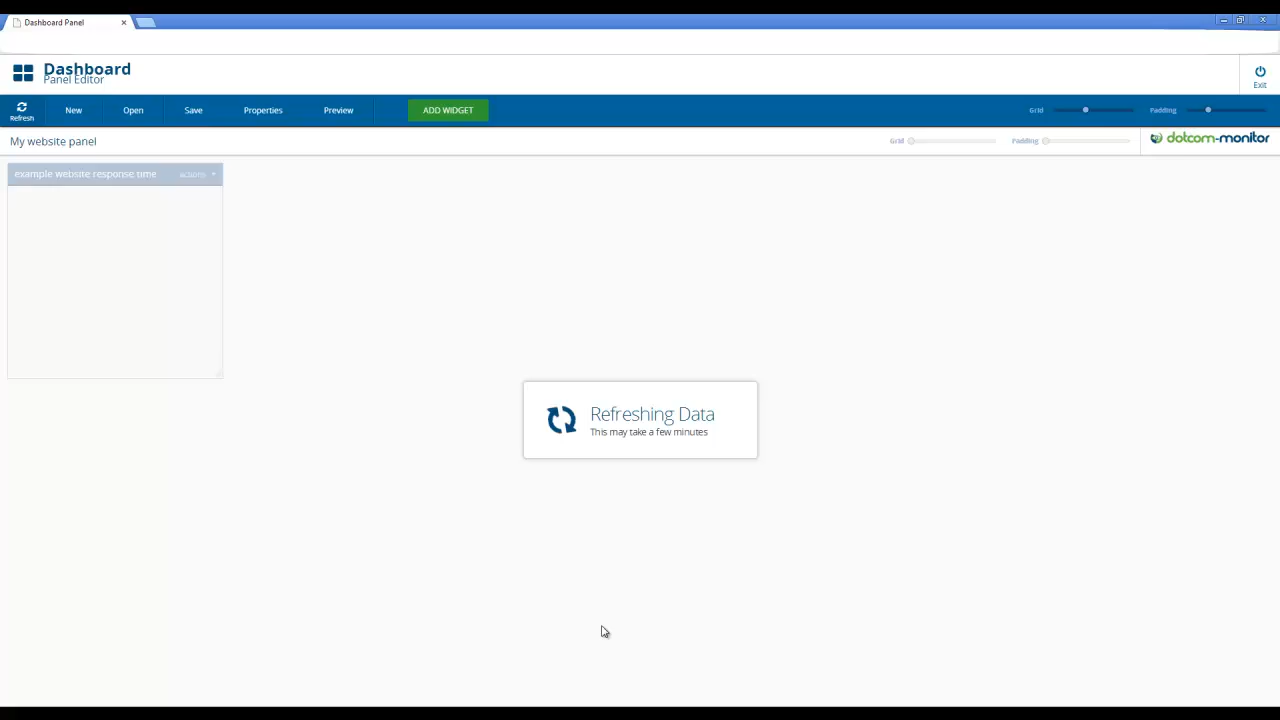 Dashboard Panel
Dashboard
Panel Editor
Exit
Refresh
New
Open
Save
Properties
Preview
ADD WIDGET
Grid
Padding
My website panel
Grid
Padding
dotcom-monitor
example website response time
actions
Refreshing Data
This may take a few minutes